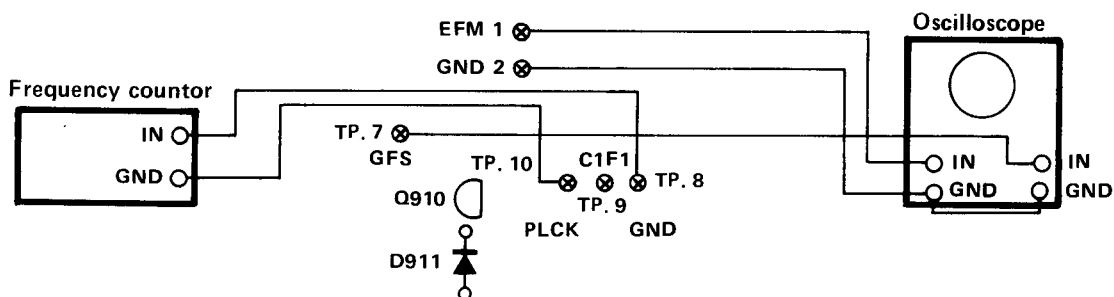 EFM 1
Oscilloscope
GND 2
Frequency countor
IN
TP. 7
GFS
GND
TP. 10
C1F1
TP. 8
IN
IN
GND
GND
Q910
TP. 9
PLCK
GND
D911